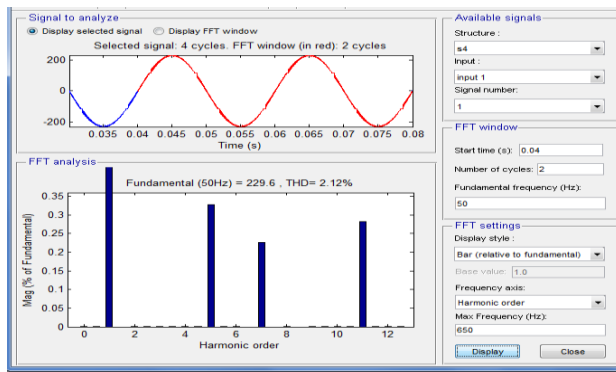 Signal to analyze
Display selected signal Display FFT window
Selected signal: 4 cycles. FFT window (in red): 2 cycles
200
0
-200
0.035 0.04 0.045 0.05 0.055 0.06 0.065 0.07 0.075 0.08
Time (s)
FFT analysis
Fundamental (50Hz) = 229.6 , THD= 2.12%
Mag (% of Fundamental)
0.35
0.3
0.25
0.2
0.15
0.1
0.05
0
0 2 4 6 8 10 12
Harmonic order
Available signals
Structure :
s4
Input :
input 1
Signal number:
1
FFT window
Start time (s): 0.04
Number of cycles: 2
Fundamental frequency (Hz):
50
FFT settings
Display style :
Bar (relative to fundamental)
Base value: 1.0
Frequency axis:
Harmonic order
Max Frequency (Hz):
650
Display Close